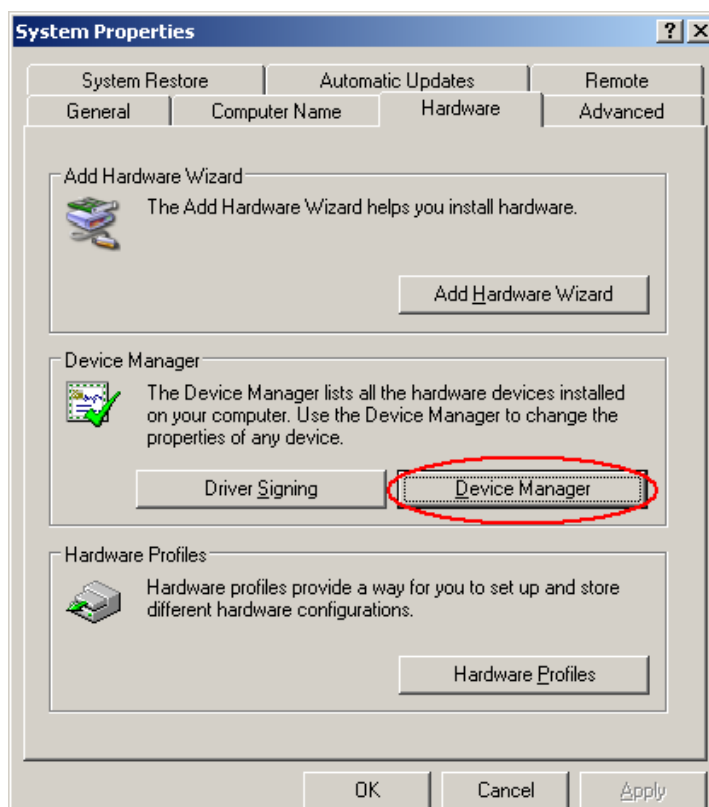 System Properties
System Restore Automatic Updates Remote
General Computer Name Hardware Advanced
Add Hardware Wizard
The Add Hardware Wizard helps you install hardware.
Add Hardware Wizard
Device Manager
The Device Manager lists all the hardware devices installed
on your computer. Use the Device Manager to change the
properties of any device.
Driver Signing Device Manager
Hardware Profiles
Hardware profiles provide a way for you to set up and store
different hardware configurations.
Hardware Profiles
OK Cancel Apply